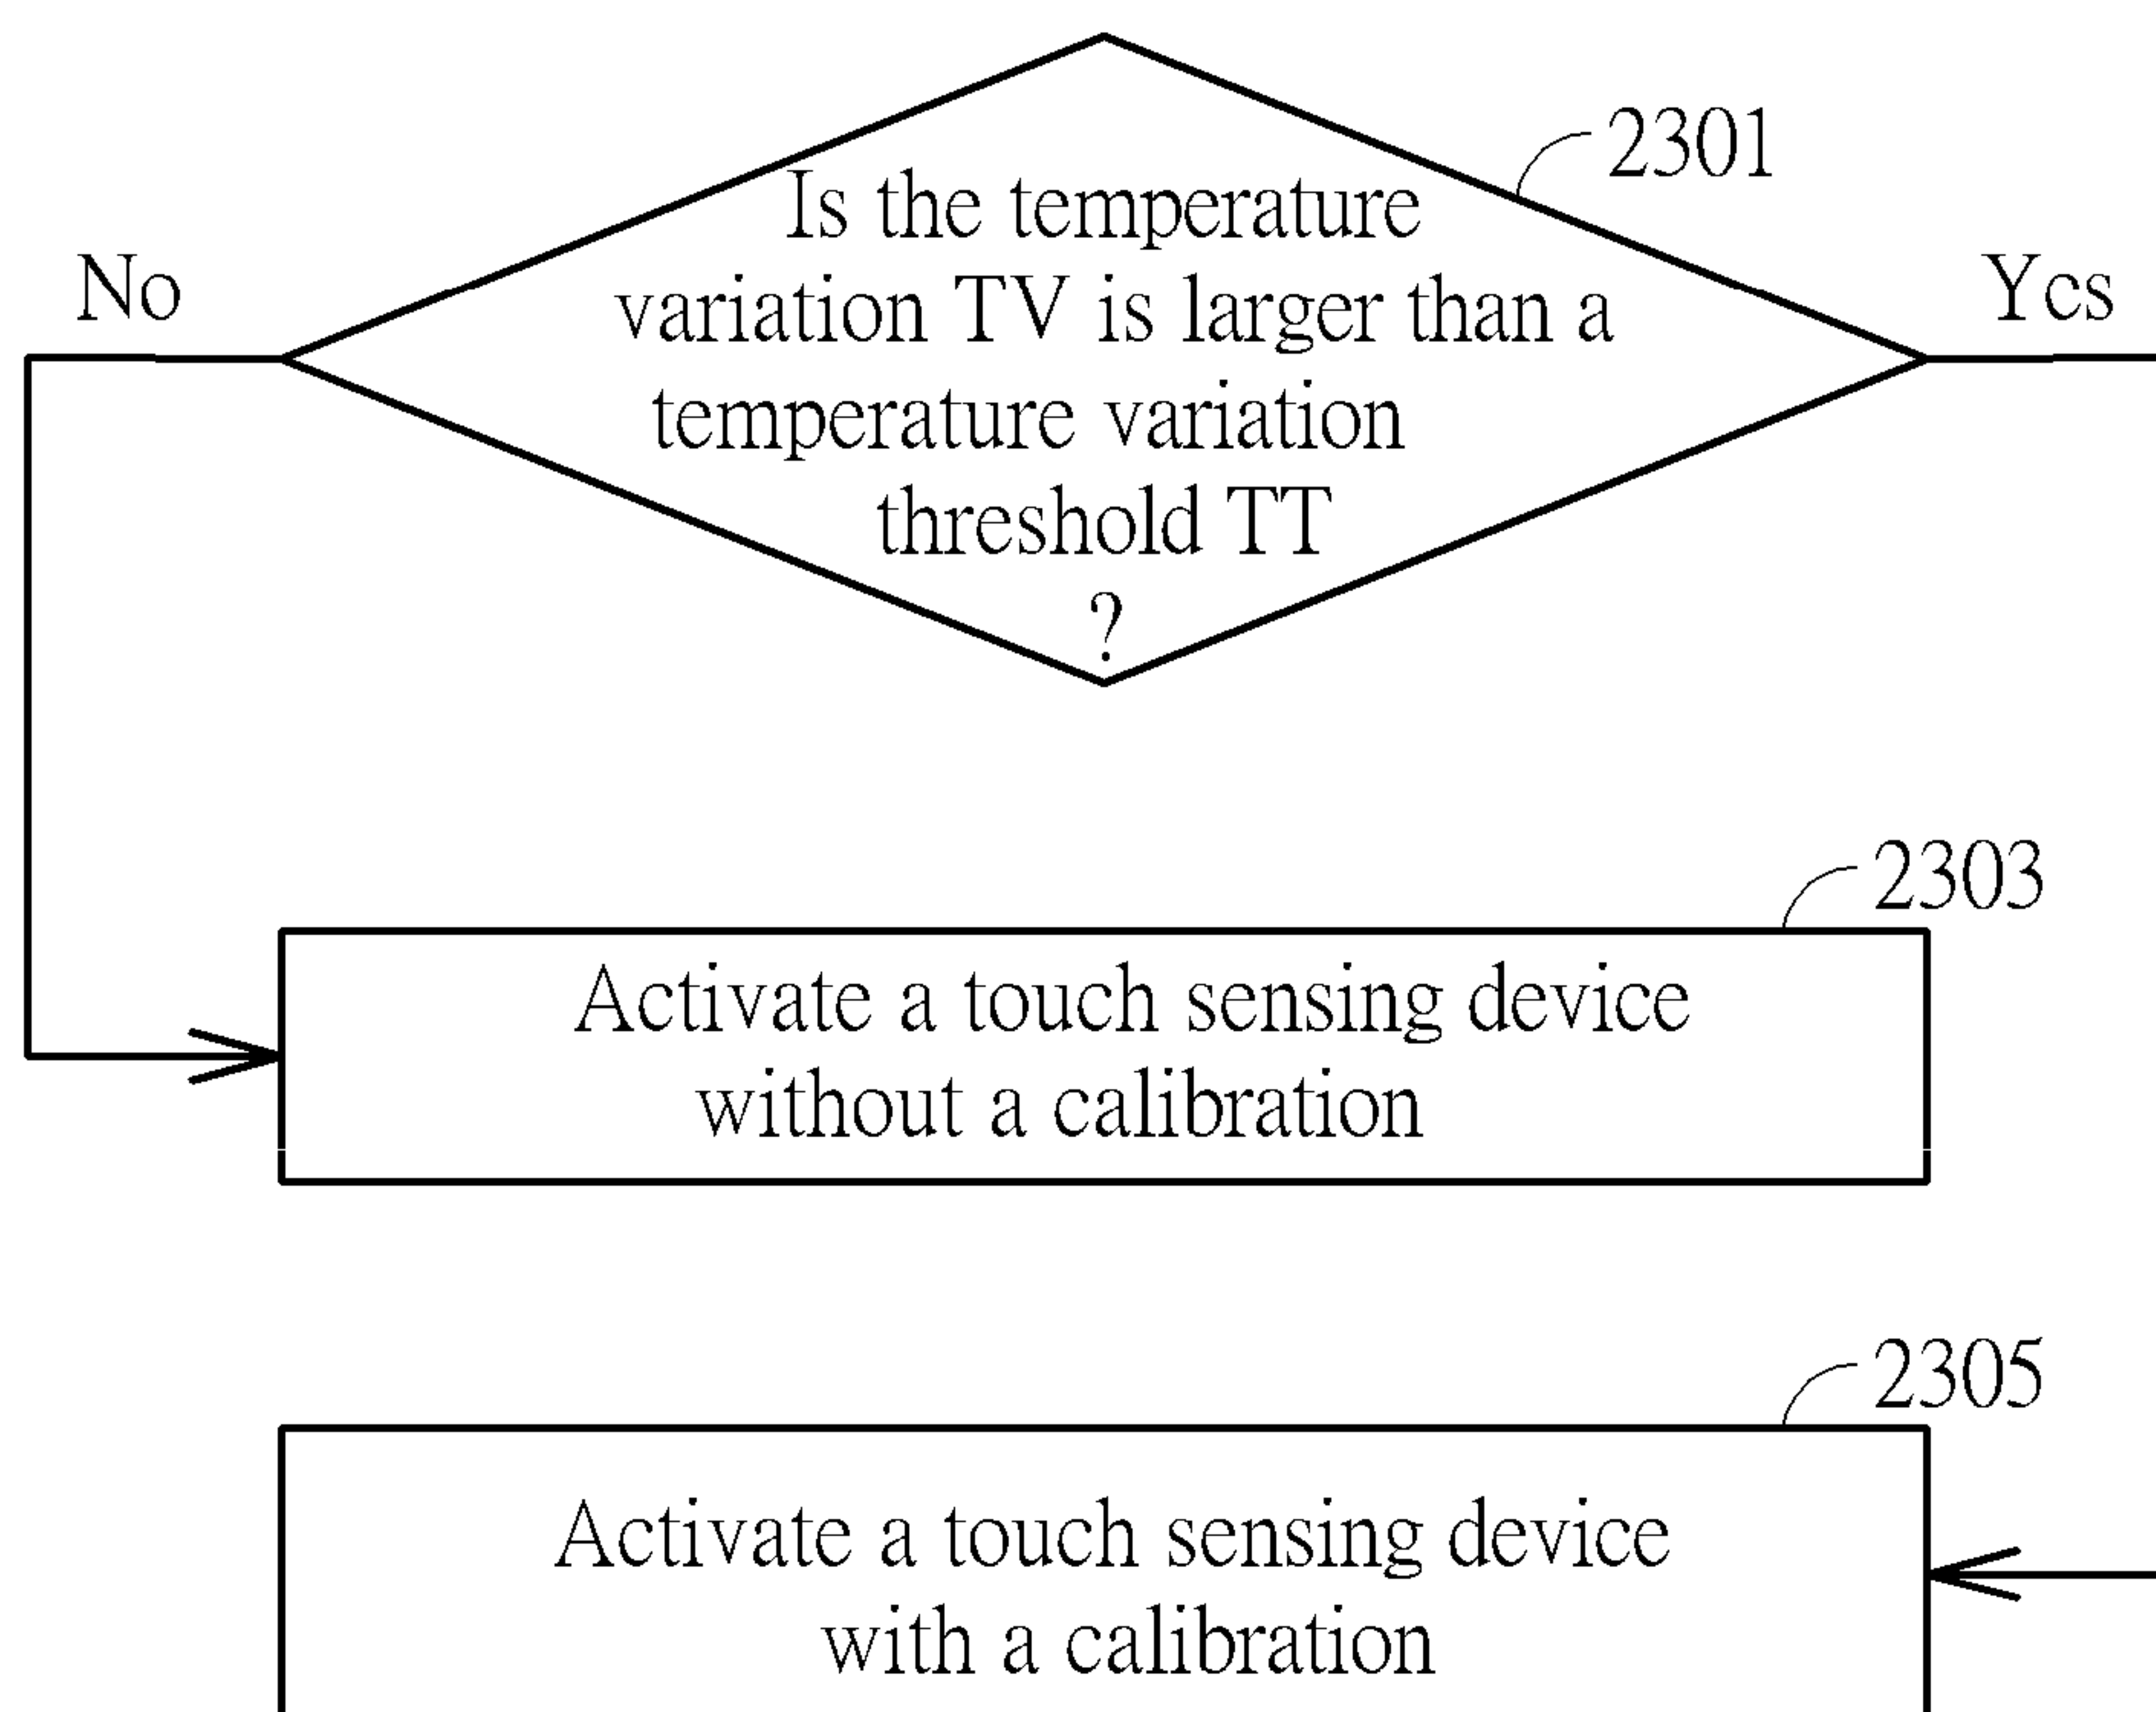 2301
Is the temperature
No
variation TV is larger than a
Yes
temperature variation
threshold TT
?
2303
Activate a touch sensing device
without a calibration
2305
Activate a touch sensing device
with a calibration